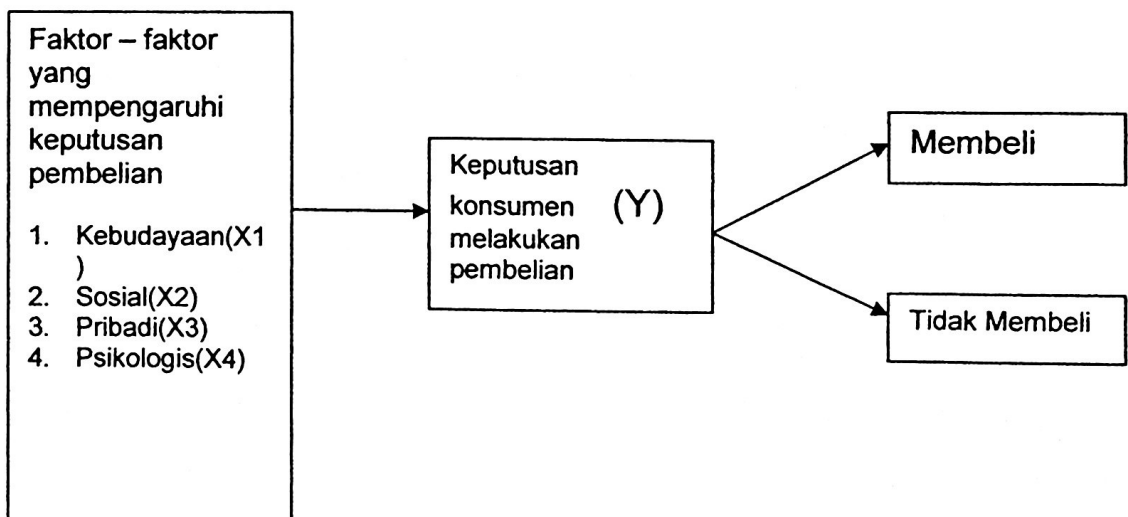 Faktor – faktor
yang
mempengaruhi
keputusan
pembelian
1. Kebudayaan(X1
)
2. Sosial(X2)
3. Pribadi(X3)
4. Psikologis(X4)
Keputusan
konsumen (Y)
melakukan
pembelian
Membeli
Tidak Membeli